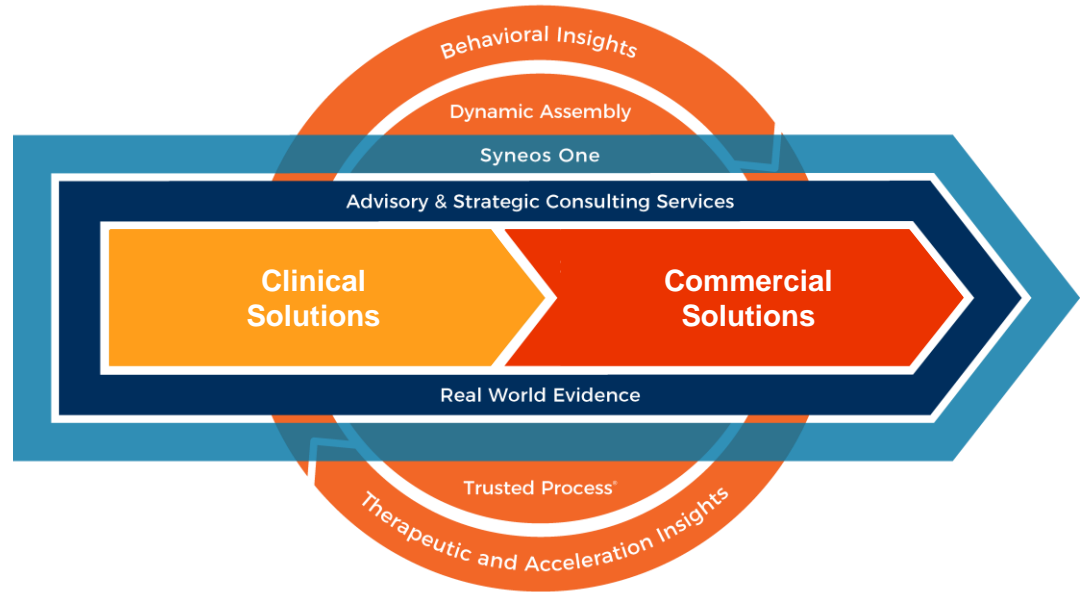 Behavioral Insights
Dynamic Assembly
Syneos One
Advisory & Strategic Consulting Services
Clinical
Solutions
Commercial
Solutions
Real World Evidence
Trusted Process®
Therapeutic and Acceleration Insights